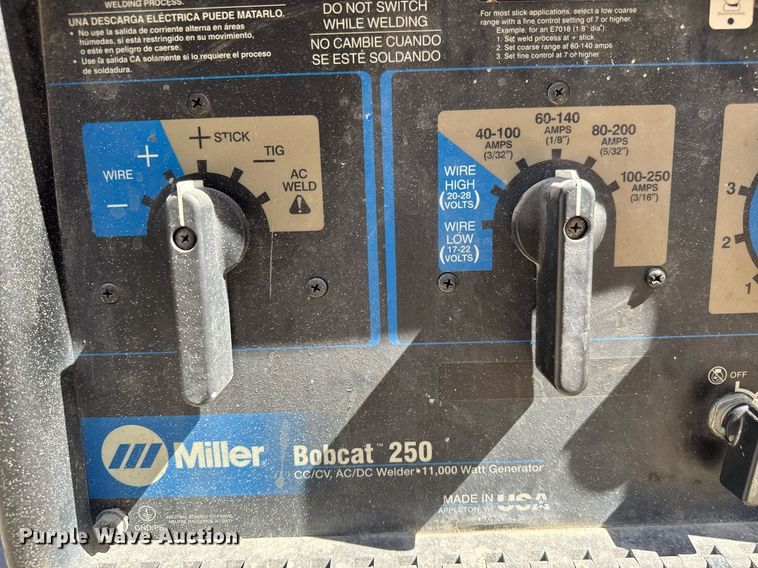 WELDING PROCESS.
UNA DESCARGA ELÉCTRICA PUEDE MATARLO.
• No use la salida de corriente alterna en áreas
húmedas, si está restringido en su movimiento,
o esté en peligro de caerse.
• Use la salida CA solamente si lo requiere el proceso
de soldadura.
DO NOT SWITCH
WHILE WELDING
NO CAMBIE CUANDO
SE ESTÉ SOLDANDO
For most stick applications, select a low coarse
range with a fine control setting of 7 or higher.
Example, for an E7018 (1/8" dia)
1. Set weld process at + stick
2. Set coarse range at 60-140 amps
3. Set fine control at 7 or higher
WIRE
+
−
+ STICK
− TIG
AC
WELD
WIRE
HIGH
(20-28
VOLTS)
WIRE
LOW
(17-22
VOLTS)
40-100
AMPS
(3/32")
60-140
AMPS
(1/8")
80-200
AMPS
(5/32")
100-250
AMPS
(3/16")
3
2
1
OFF
Miller
Bobcat™ 250
CC/CV, AC/DC Welder • 11,000 Watt Generator
MADE IN USA
APPLETON, WI
GND/PE
NEUTRAL BONDED TO FRAME
Purple Wave Auction